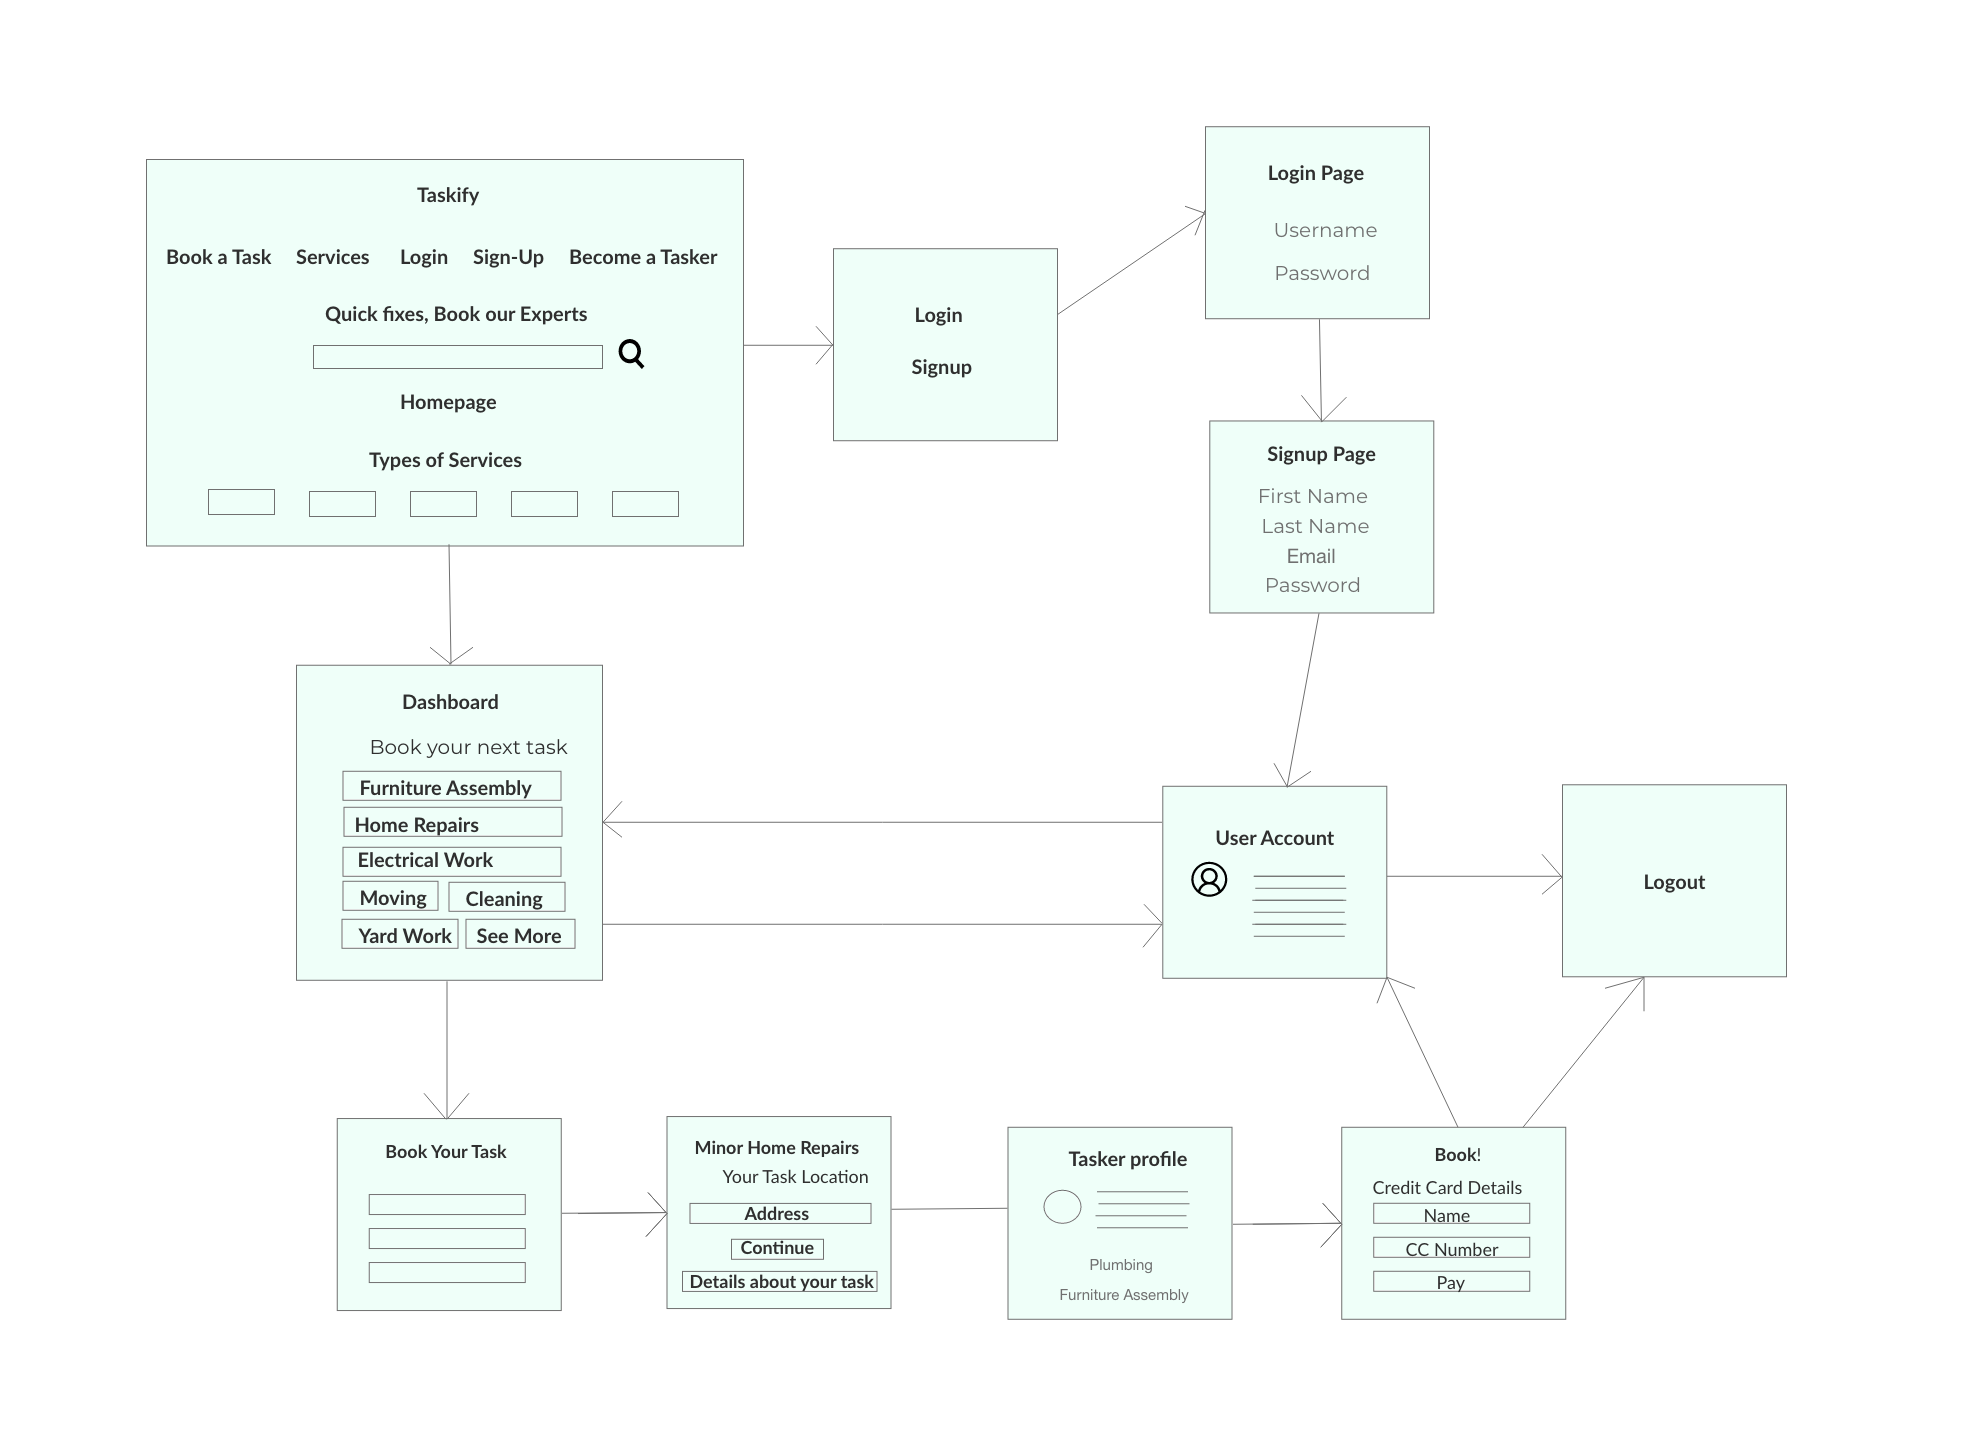 Taskify
Book a Task Services Login Sign-Up Become a Tasker
Quick fixes, Book our Experts
Homepage
Types of Services
Login
Signup
Login Page
Username
Password
Signup Page
First Name
Last Name
Email
Password
Dashboard
Book your next task
Furniture Assembly
Home Repairs
Electrical Work
Moving Cleaning
Yard Work See More
User Account
Logout
Book Your Task
Minor Home Repairs
Your Task Location
Address
Continue
Details about your task
Tasker profile
Plumbing
Furniture Assembly
Book!
Credit Card Details
Name
CC Number
Pay